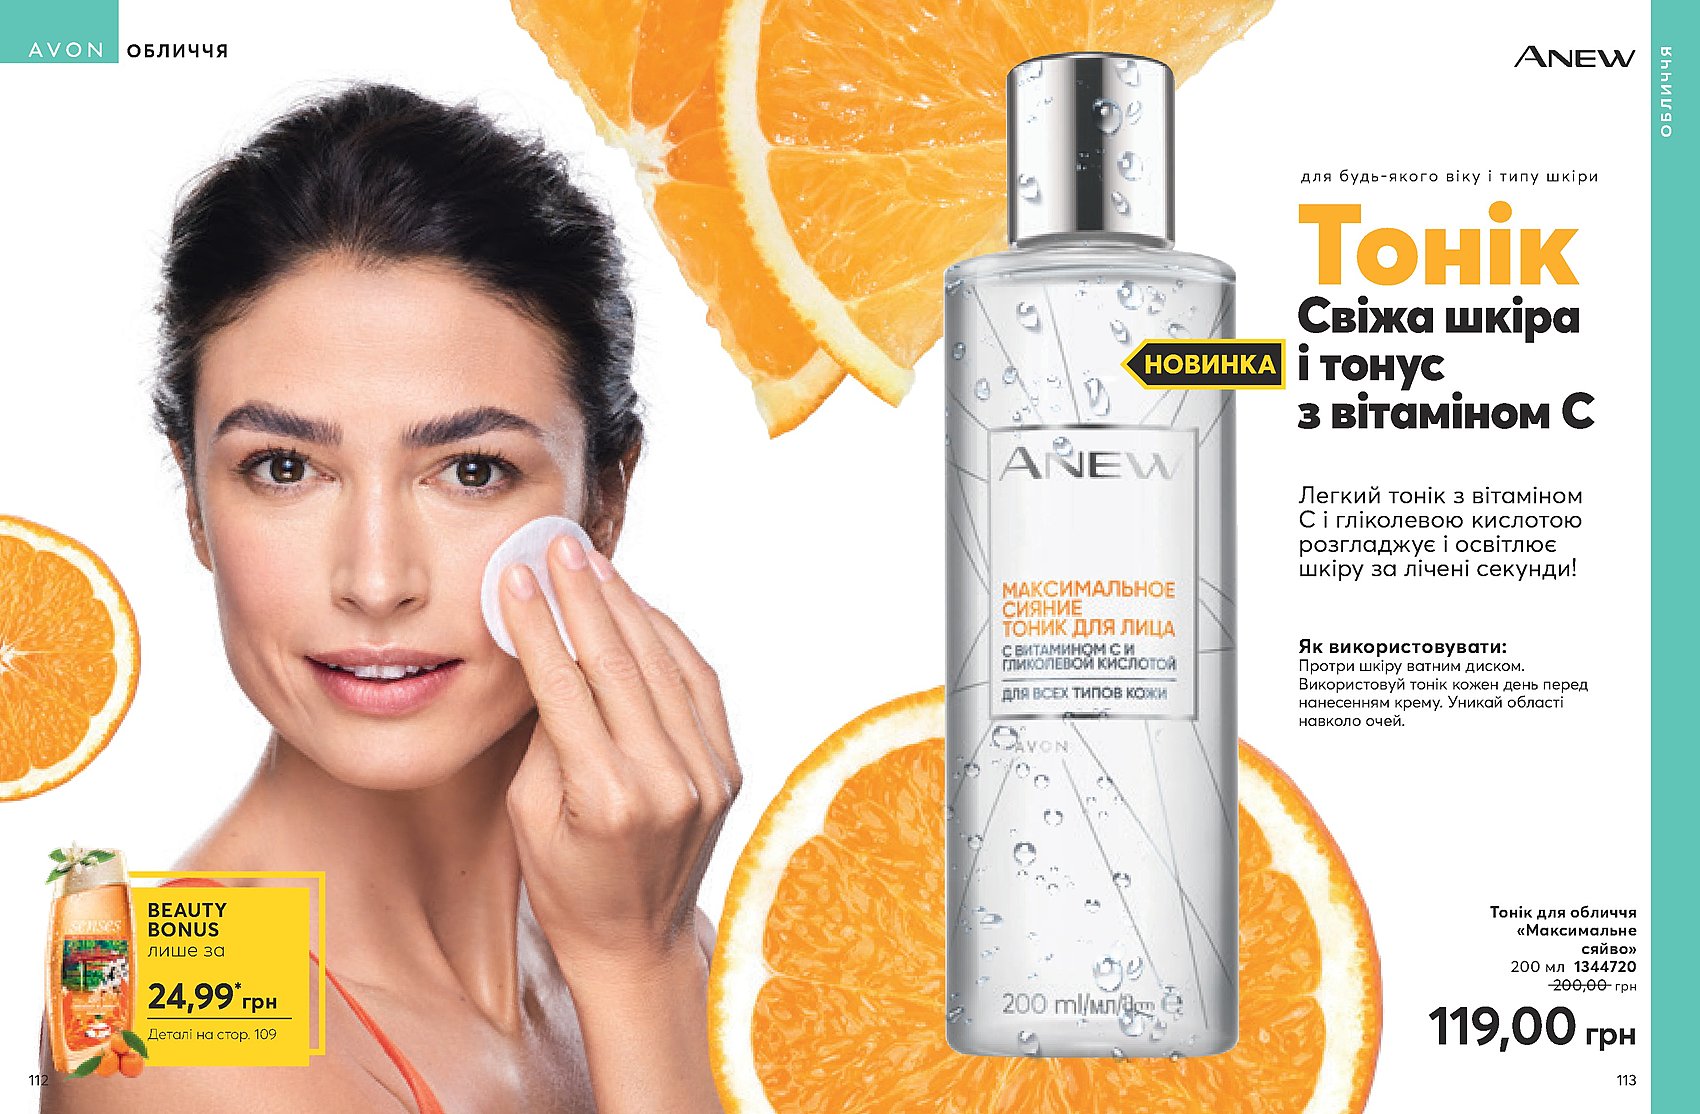 AVON ОБЛИЧЧЯ
ANEW
ОБЛИЧЧЯ
для будь-якого віку і типу шкіри
Тонік
Свіжа шкіра
і тонус
з вітаміном С
НОВИНКА
Легкий тонік з вітаміном
С і гліколевою кислотою
розгладжує і освітлює
шкіру за лічені секунди!
Як використовувати:
Протри шкіру ватним диском.
Використовуй тонік кожен день перед
нанесенням крему. Уникай області
навколо очей.
ANEW
МАКСИМАЛЬНОЕ
СИЯНИЕ
ТОНИК ДЛЯ ЛИЦА
С ВИТАМИНОМ С И
ГЛИКОЛЕВОЙ КИСЛОТОЙ
ДЛЯ ВСЕХ ТИПОВ КОЖИ
AVON
200 ml/мл/
senses
BEAUTY
BONUS
лише за
24,99* грн
Деталі на стор. 109
Тонік для обличчя
«Максимальне
сяйво»
200 мл 1344720
200,00 грн
119,00 грн
112
113